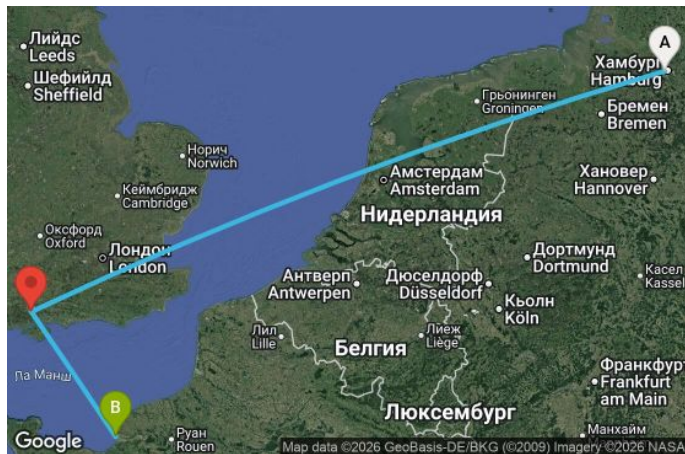 A
Хамбург
Hamburg
Лийдс
Leeds
Шефийлд
Sheffield
Грьонинген
Groningen
Бремен
Bremen
Норич
Norwich
Амстердам
Amsterdam
Хановер
Hannover
Кеймбридж
Cambridge
Нидерландия
Оксфорд
Oxford
Лондон
London
Дортмунд
Dortmund
Антверп
Antwerpen
Дюселдорф
Düsseldorf
Касел
Kassel
Кьолн
Köln
Лил
Lille
Лиеж
Liège
Белгия
Ла Манш
Франкфурт
Frankfurt
am Main
B
Люксембург
Руан
Rouen
Манхайм
Google
Map data ©2026 GeoBasis-DE/BKG (©2009) Imagery ©2026 NASA